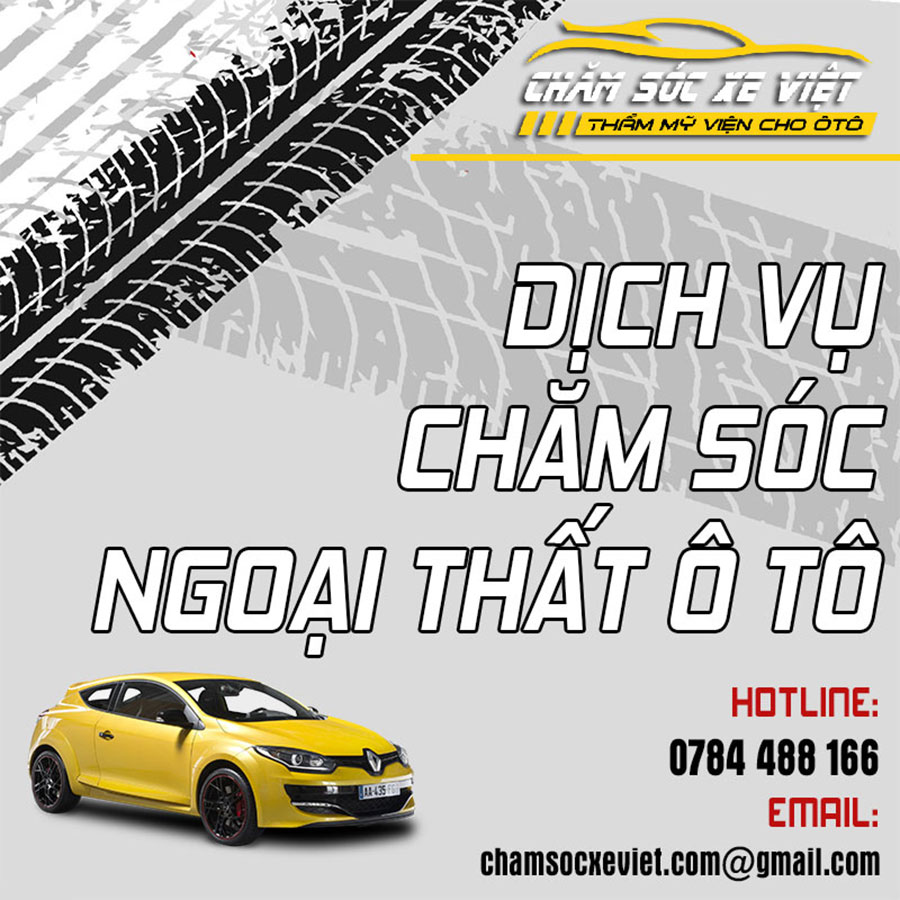 CHĂM SÓC XE VIỆT
THẨM MỸ VIỆN CHO ÔTÔ
DỊCH VỤ
CHĂM SÓC
NGOẠI THẤT Ô TÔ
HOTLINE:
0784 488 166
EMAIL:
chamsocxeviet.com@gmail.com